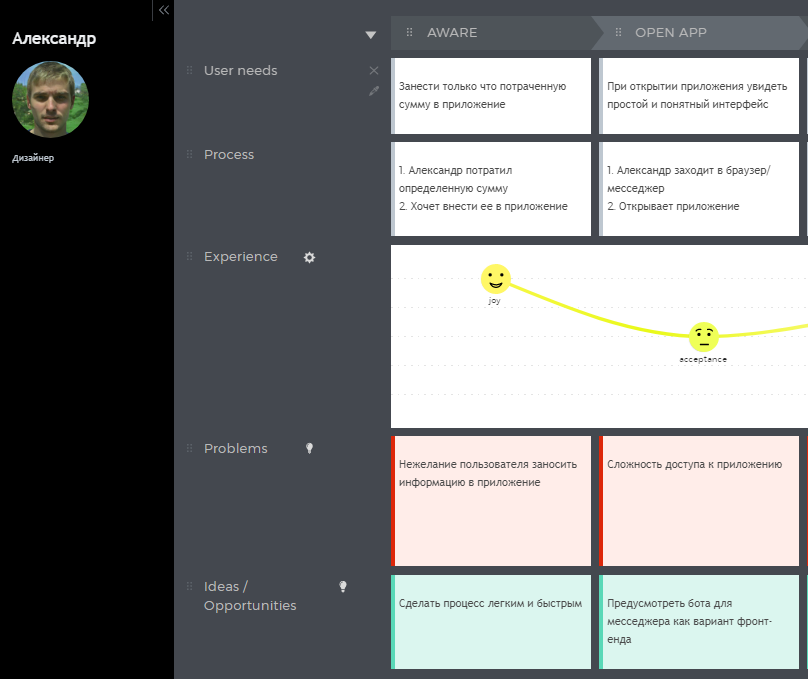 Александр
Дизайнер
AWARE
OPEN APP
User needs
Занести только что потраченную
сумму в приложение
При открытии приложения увидеть
простой и понятный интерфейс
Process
1. Александр потратил
определенную сумму
2. Хочет внести ее в приложение
1. Александр заходит в браузер/
месседжер
2. Открывает приложение
Experience
joy
acceptance
Problems
Нежелание пользователя заносить
информацию в приложение
Сложность доступа к приложению
Ideas /
Opportunities
Сделать процесс легким и быстрым
Предусмотреть бота для
месседжера как вариант фронт-
енда